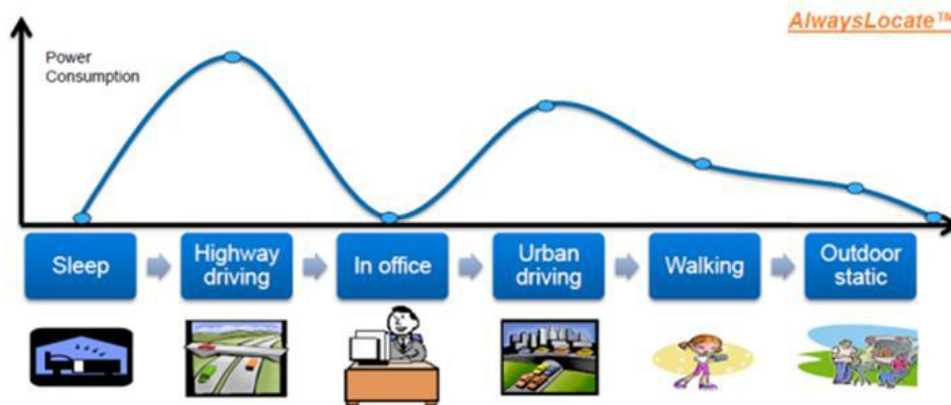 AlwaysLocate™
Power
Consumption
Sleep
Highway
driving
In office
Urban
driving
Walking
Outdoor
static